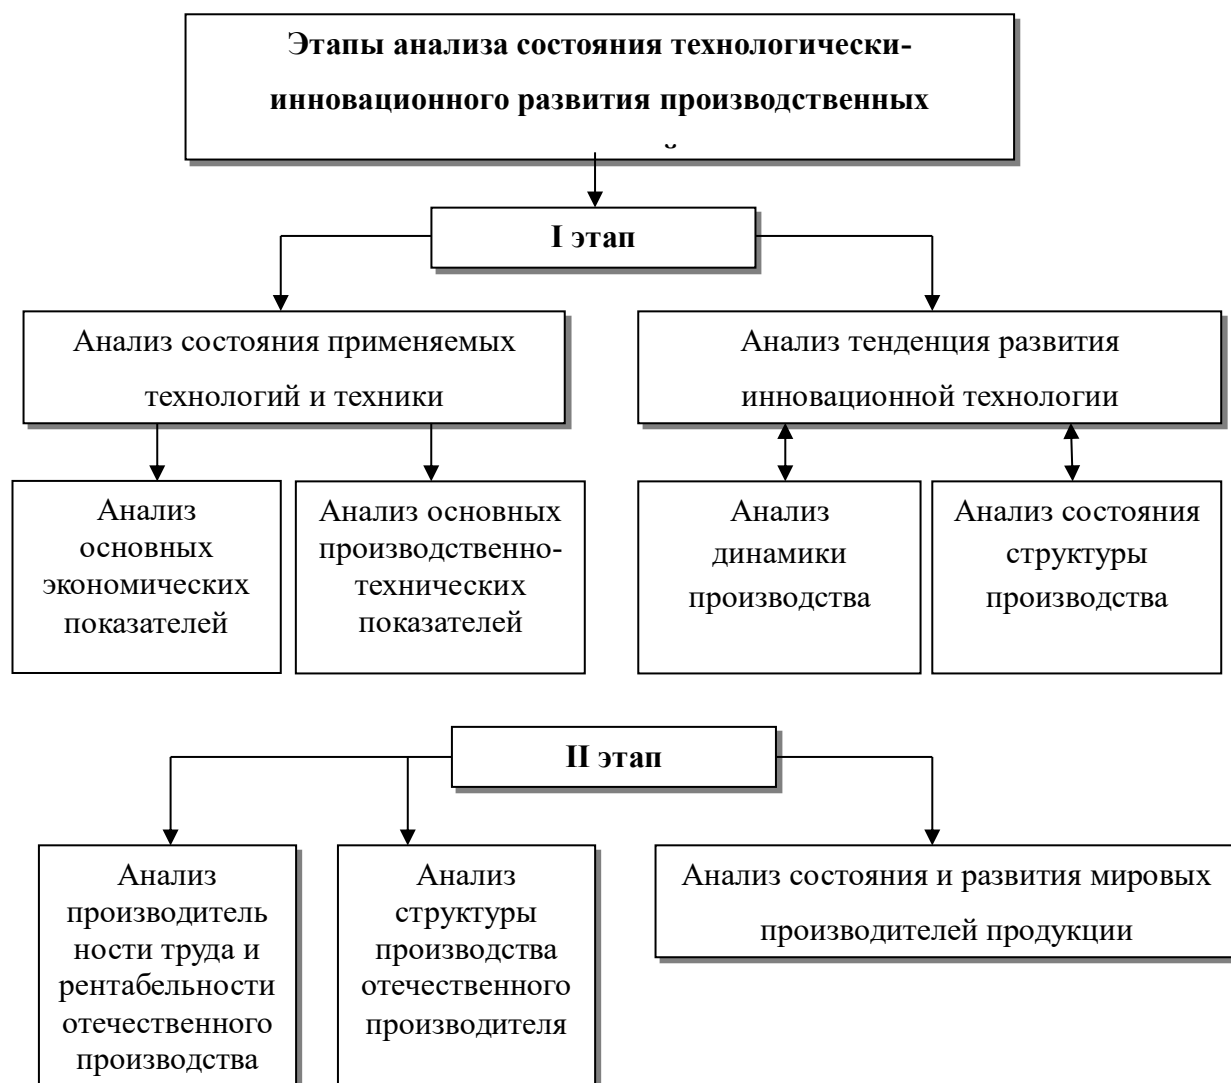 Этапы анализа состояния технологически-
инновационного развития производственных
I этап
Анализ состояния применяемых
технологий и техники
Анализ тенденция развития
инновационной технологии
Анализ
основных
экономических
показателей
Анализ основных
производственно-
технических
показателей
Анализ
динамики
производства
Анализ состояния
структуры
производства
II этап
Анализ
производитель
ности труда и
рентабельности
отечественного
производства
Анализ
структуры
производства
отечественного
производителя
Анализ состояния и развития мировых
производителей продукции